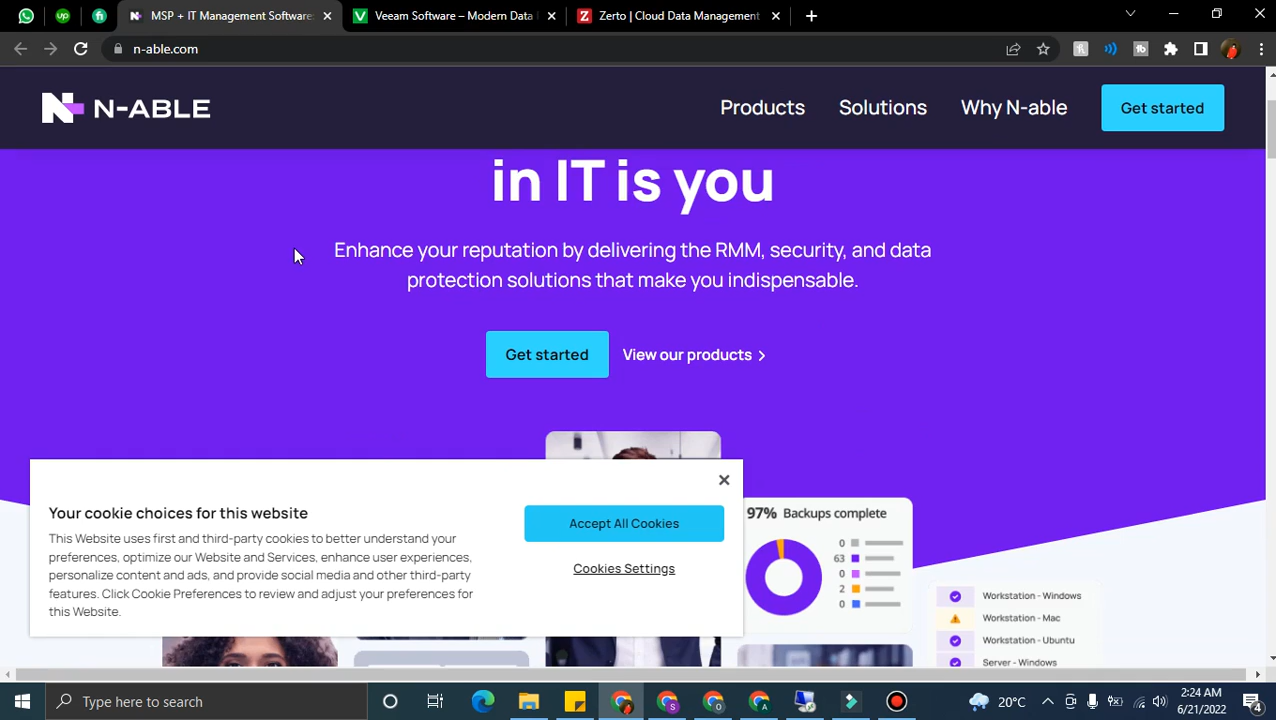 MSP + IT Management Software
Veeam Software – Modern Data
Zerto | Cloud Data Management
n-able.com
N-ABLE
Products
Solutions
Why N-able
Get started
in IT is you
Enhance your reputation by delivering the RMM, security, and data
protection solutions that make you indispensable.
Get started
View our products
Your cookie choices for this website
This Website uses first and third-party cookies to better understand your
preferences, optimize our Website and Services, enhance user experiences,
personalize content and ads, and provide social media and other third-party
features. Click Cookie Preferences to review and adjust your preferences for
this Website.
Accept All Cookies
Cookies Settings
97% Backups complete
0
63
0
2
0
Workstation - Windows
Workstation - Mac
Workstation - Ubuntu
Server - Windows
Type here to search
20°C
2:24 AM
6/21/2022
4